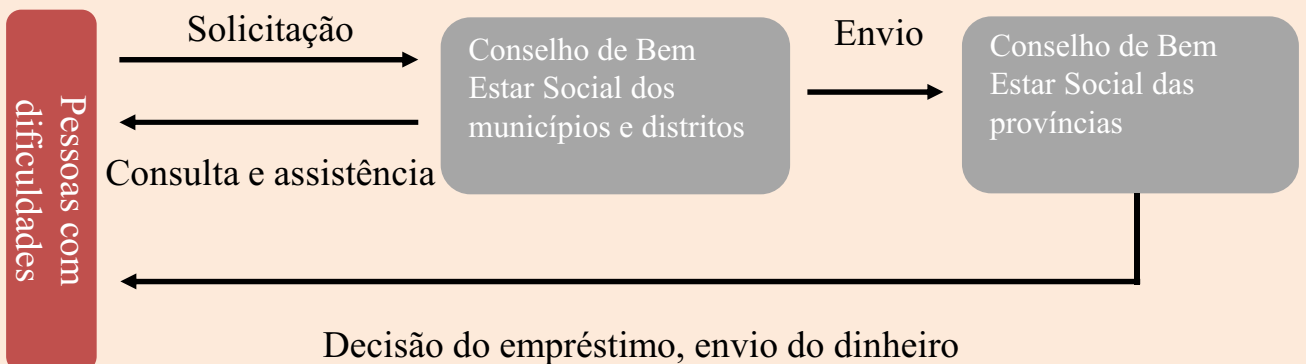 Pessoas com
dificuldades
Solicitação
Consulta e assistência
Conselho de Bem
Estar Social dos
municípios e distritos
Envio
Conselho de Bem
Estar Social das
províncias
Decisão do empréstimo, envio do dinheiro